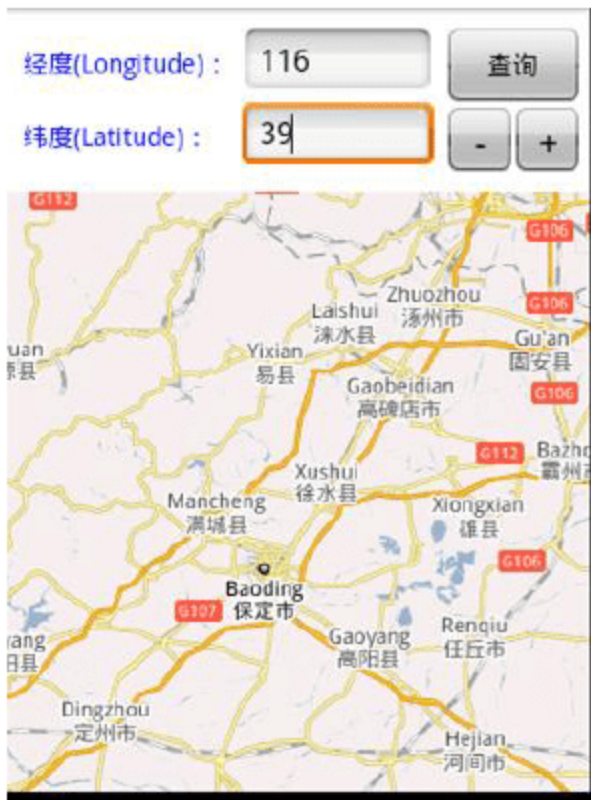 经度(Longitude) :
116
查询
纬度(Latitude) :
39
-
+
G112
G106
Zhuozhou
涿州市
G106
Laishui
涞水县
Gu'an
固安县
Yixian
易县
Gaobeidian
高碑店市
G106
G112
Xushui
徐水县
Mancheng
满城县
Xiongxian
雄县
G106
Baoding
保定市
G107
Renqiu
任丘市
Gaoyang
高阳县
Dingzhou
定州市
Hejian
河间市